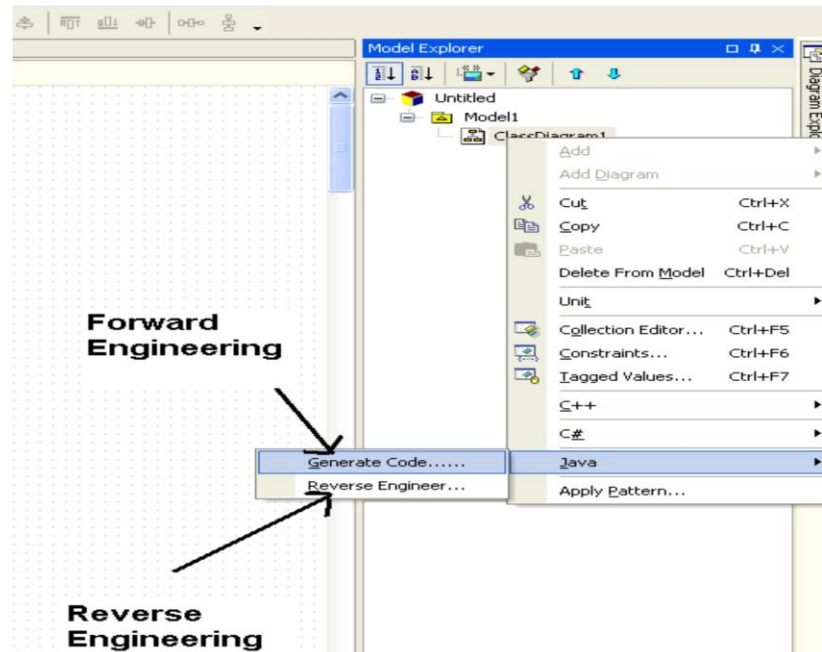 Model Explorer
Untitled
Model1
ClassDiagram1
Add
Add Diagram
Cut Ctrl+X
Copy Ctrl+C
Paste Ctrl+V
Delete From Model Ctrl+Del
Unit
Collection Editor... Ctrl+F5
Constraints... Ctrl+F6
Tagged Values... Ctrl+F7
C++
C#
Java
Apply Pattern...
Generate Code......
Reverse Engineer...
Forward
Engineering
Reverse
Engineering
Diagram